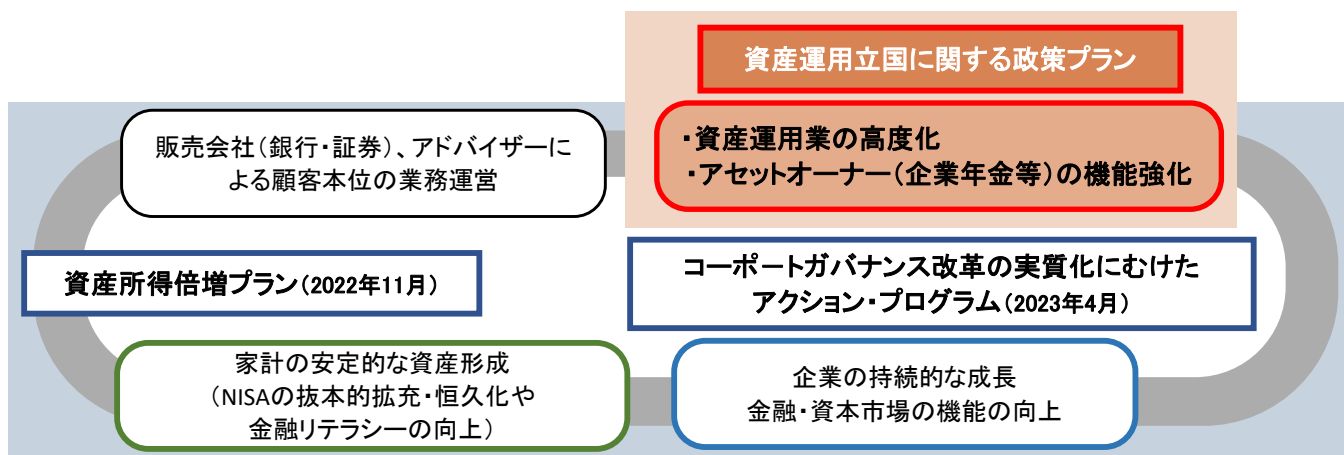 資産運用立国に関する政策プラン
販売会社（銀行・証券）、アドバイザーに
よる顧客本位の業務運営
・資産運用業の高度化
・アセットオーナー（企業年金等）の機能強化
資産所得倍増プラン（2022年11月）
コーポートガバナンス改革の実質化にむけた
アクション・プログラム（2023年4月）
家計の安定的な資産形成
（NISAの抜本的拡充・恒久化や
金融リテラシーの向上）
企業の持続的な成長
金融・資本市場の機能の向上